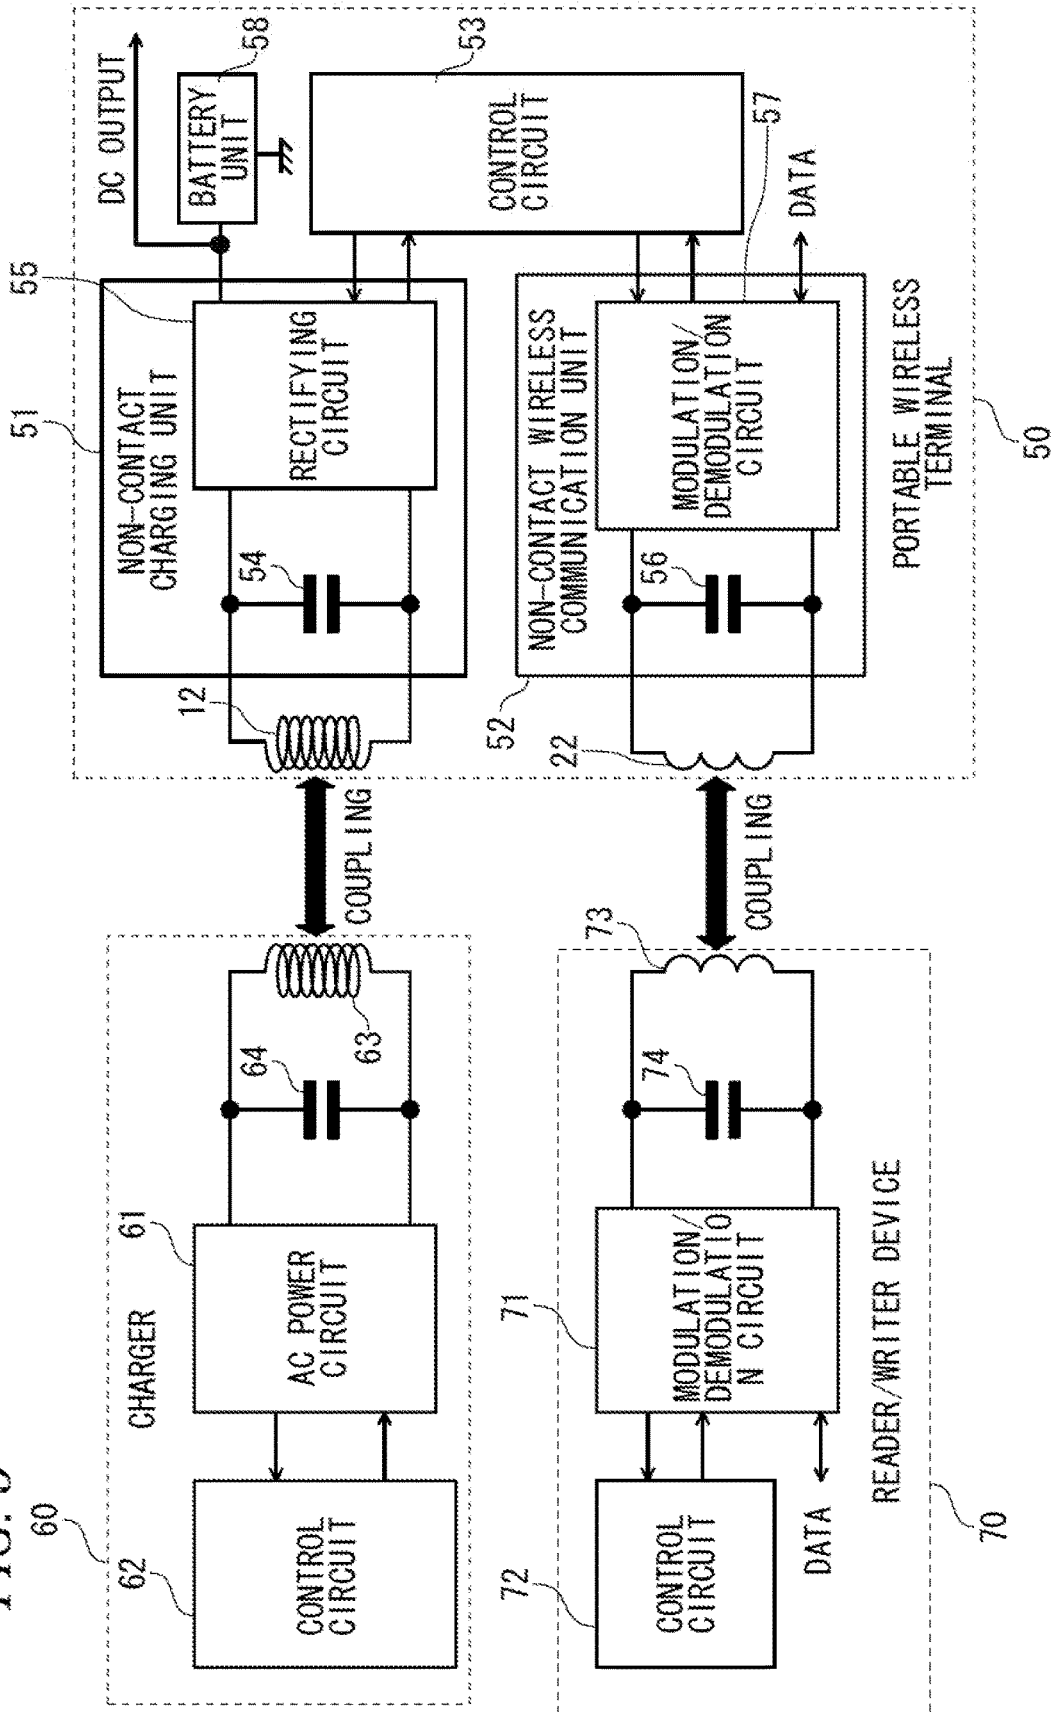 FIG.
60
CHARGER
62
CONTROL
CIRCUIT
61
AC POWER
CIRCUIT
64
63
COUPLING
12
51
NON-CONTACT
CHARGING UNIT
54
55
RECTIFYING
CIRCUIT
DC OUTPUT
BATTERY
UNIT
58
53
CONTROL
CIRCUIT
72
CONTROL
CIRCUIT
71
MODULATION/
DEMODULATIO
N CIRCUIT
DATA
74
73
READER/WRITER DEVICE
70
COUPLING
22
52
NON-CONTACT WIRELESS
COMMUNICATION UNIT
56
MODULATION/
DEMODULATION
CIRCUIT
57
DATA
PORTABLE WIRELESS
TERMINAL
50